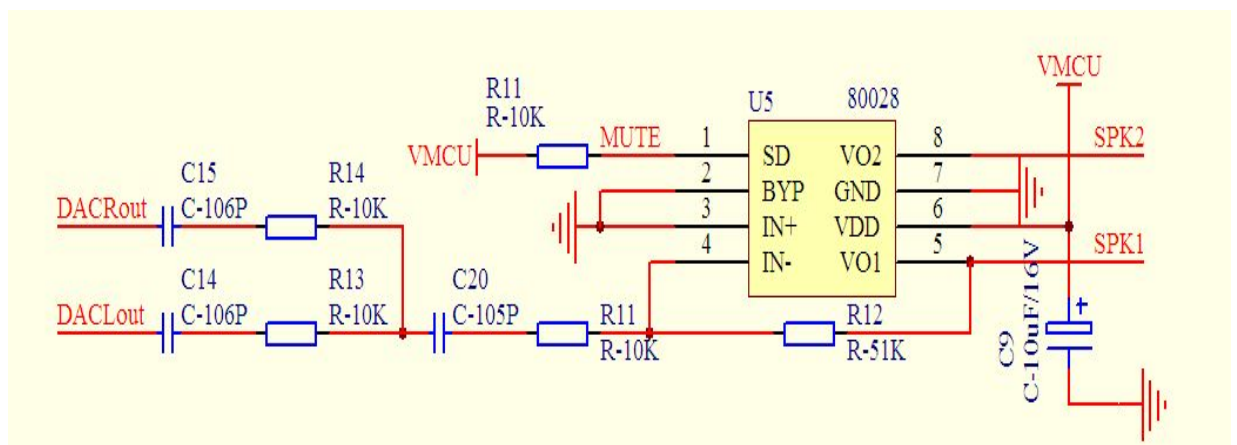 VMCU
R11
R-10K
MUTE
VMCU
U5
80028
1
2
3
4
SD
BYP
IN+
IN-
VO2
GND
VDD
VO1
8
7
6
5
SPK2
SPK1
C15
C-106P
R14
R-10K
DACRout
C14
C-106P
R13
R-10K
DACLout
C20
C-105P
R11
R-10K
R12
R-51K
+
C9
C-10uF/16V